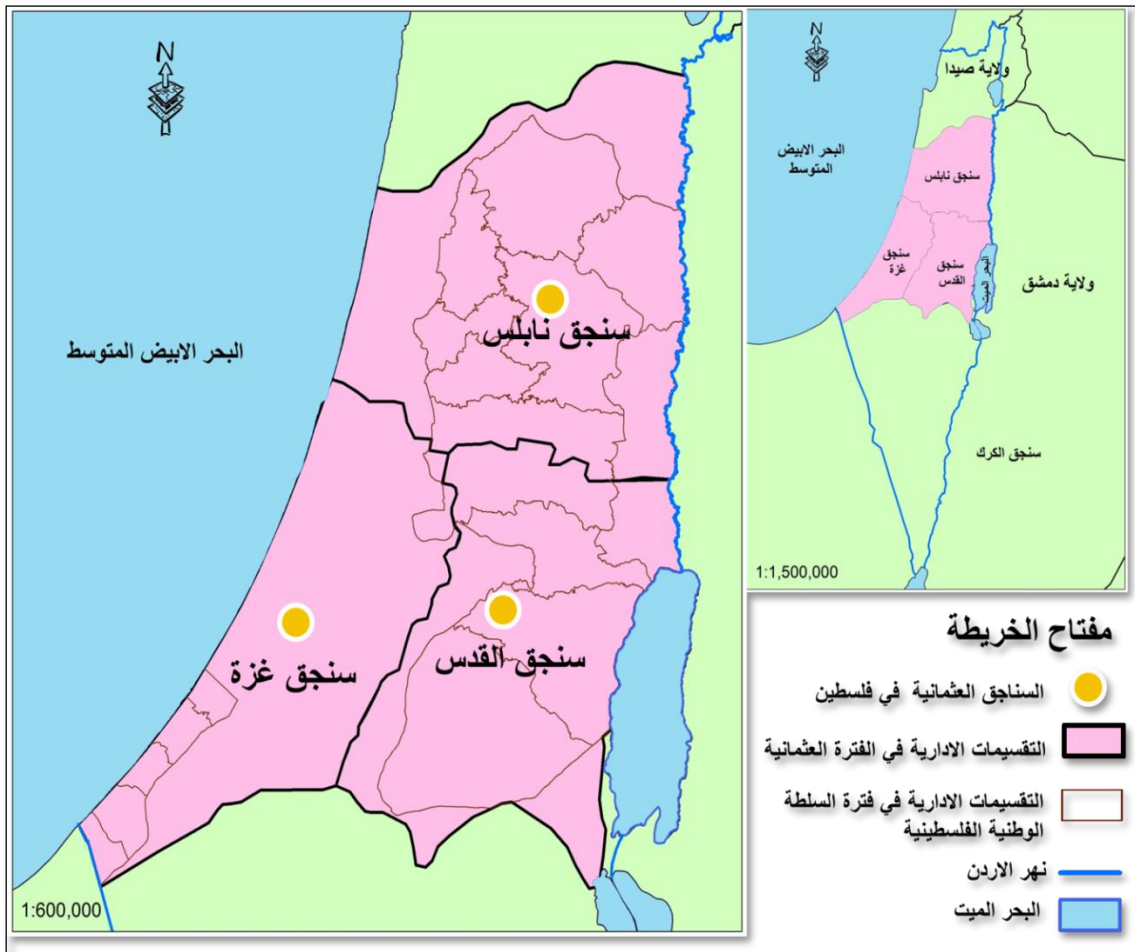 N
البحر الابيض المتوسط
سنجق نابلس
سنجق القدس
سنجق غزة
1:600,000
N
ولاية صيدا
البحر الابيض
المتوسط
سنجق نابلس
سنجق
غزة
سنجق
القدس
البحر الميت
ولاية دمشق
سنجق الكرك
1:1,500,000
مفتاح الخريطة
السناجق العثمانية في فلسطين
التقسيمات الادارية في الفترة العثمانية
التقسيمات الادارية في فترة السلطة
الوطنية الفلسطينية
نهر الاردن
البحر الميت